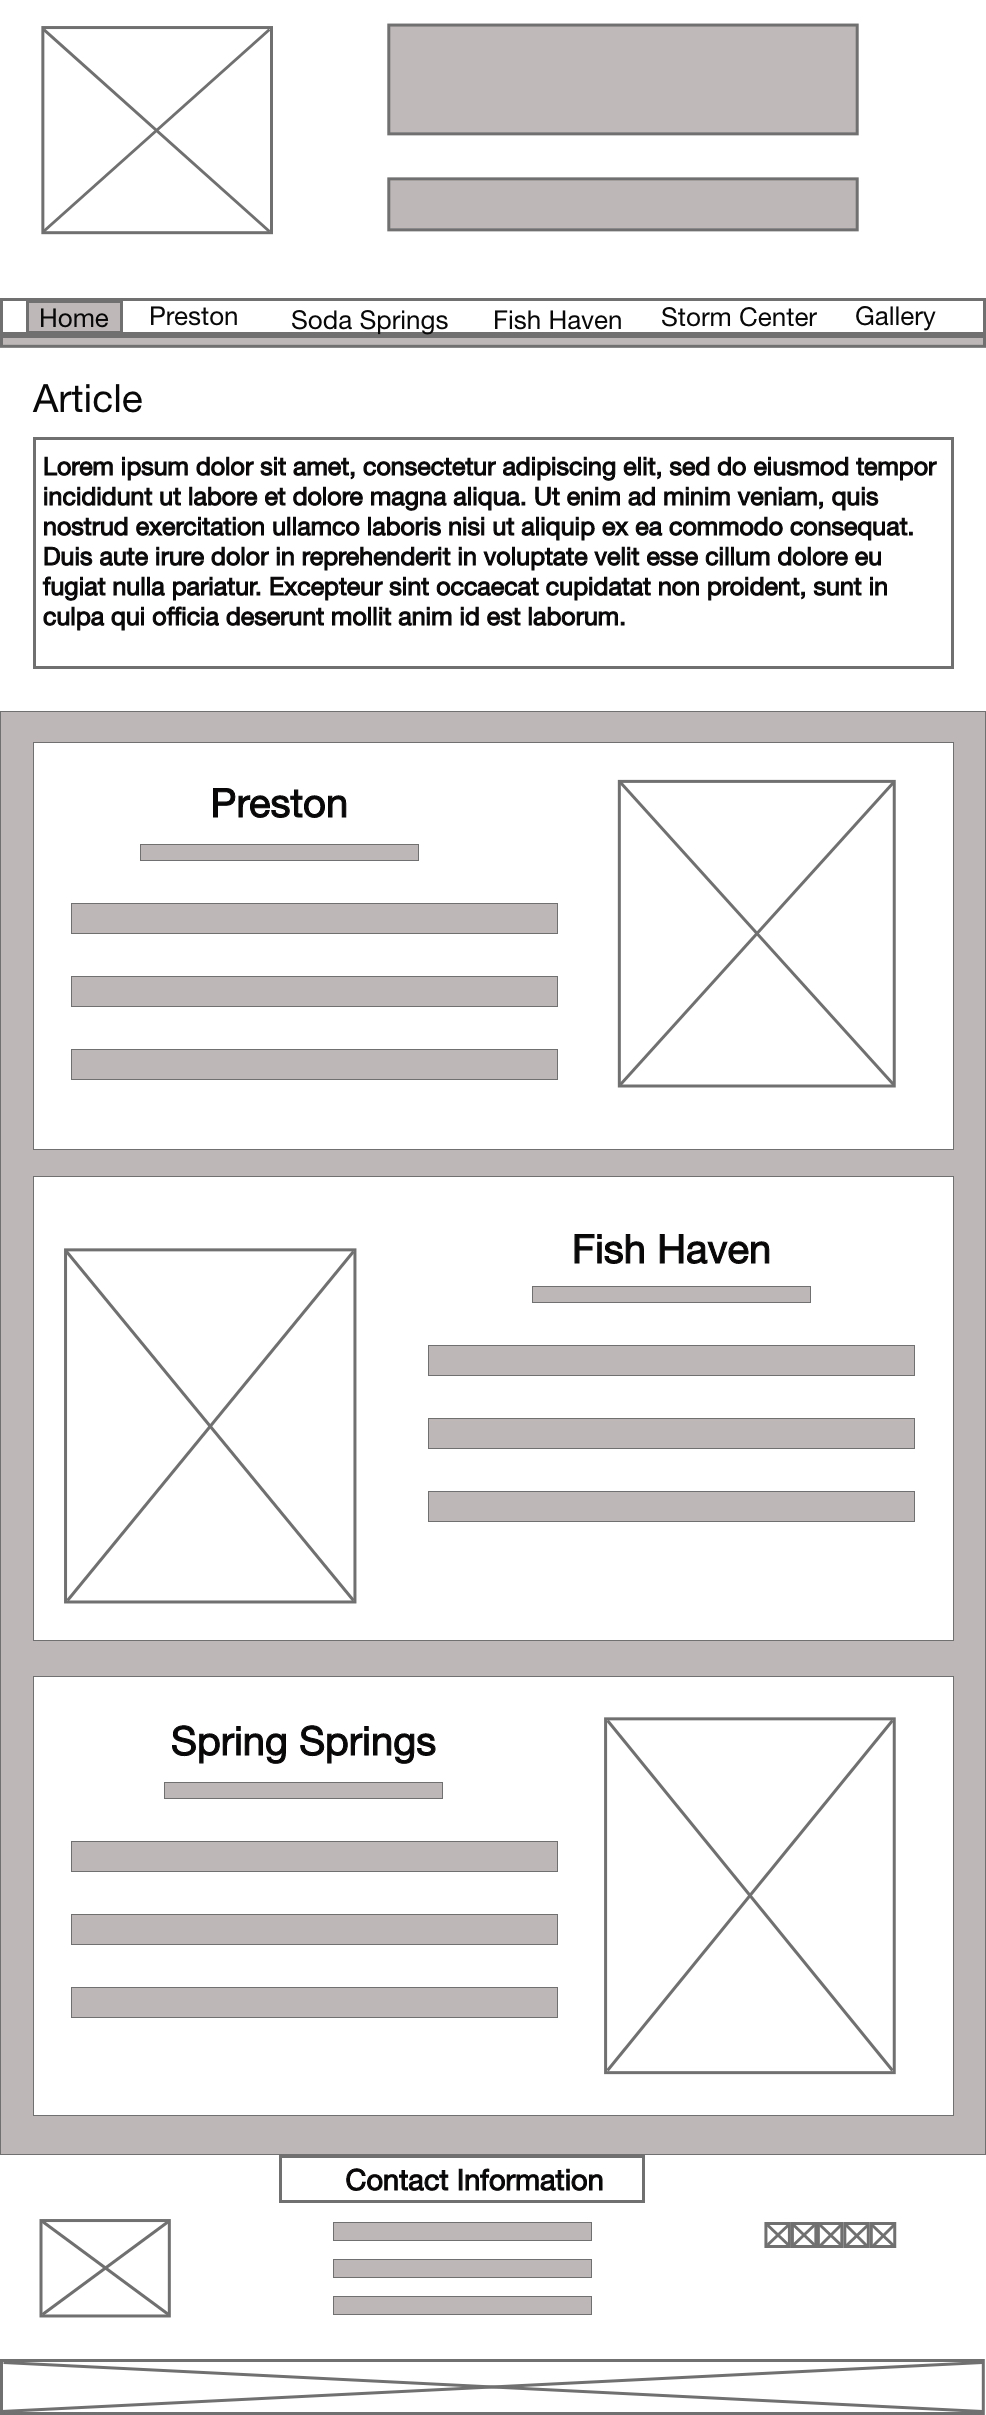 Home Preston Soda Springs Fish Haven Storm Center Gallery
Article
Lorem ipsum dolor sit amet, consectetur adipiscing elit, sed do eiusmod tempor
incididunt ut labore et dolore magna aliqua. Ut enim ad minim veniam, quis
nostrud exercitation ullamco laboris nisi ut aliquip ex ea commodo consequat.
Duis aute irure dolor in reprehenderit in voluptate velit esse cillum dolore eu
fugiat nulla pariatur. Excepteur sint occaecat cupidatat non proident, sunt in
culpa qui officia deserunt mollit anim id est laborum.
Preston
Fish Haven
Spring Springs
Contact Information